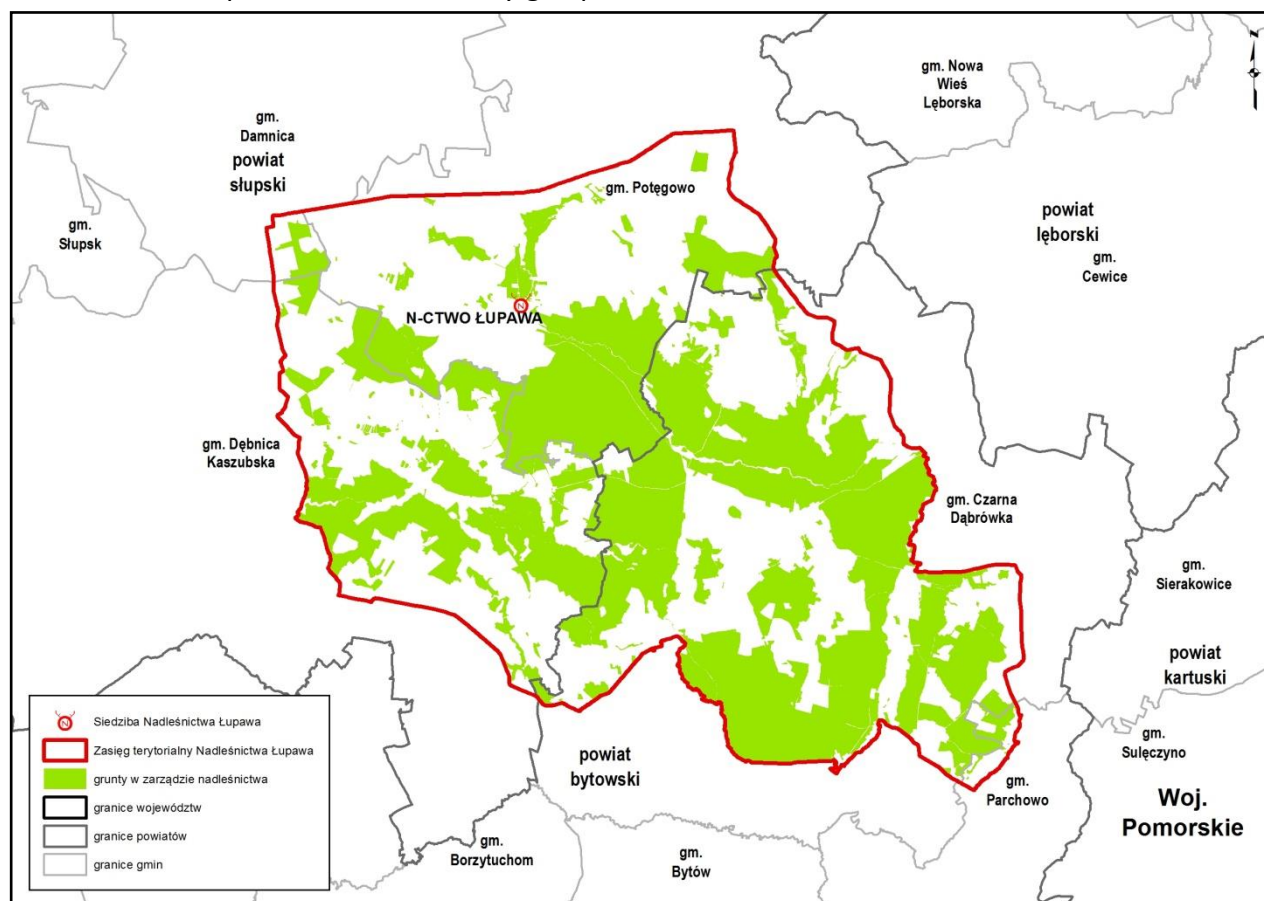 gm. Nowa
Wieś
Lęborska
gm.
Damnica
powiat
słupski
gm. Potęgowo
gm.
Słupsk
powiat
lęborski
gm.
Cewice
N-CTWO ŁUPAWA
gm. Dębnica
Kaszubska
gm. Czarna
Dąbrówka
gm.
Sierakowice
powiat
kartuski
gm.
Sulęczyno
powiat
bytowski
gm.
Parchowo
Woj.
Pomorskie
gm.
Borzytuchom
gm.
Bytów
Siedziba Nadleśnictwa Łupawa
Zasięg terytorialny Nadleśnictwa Łupawa
grunty w zarządzie nadleśnictwa
granice województw
granice powiatów
granice gmin